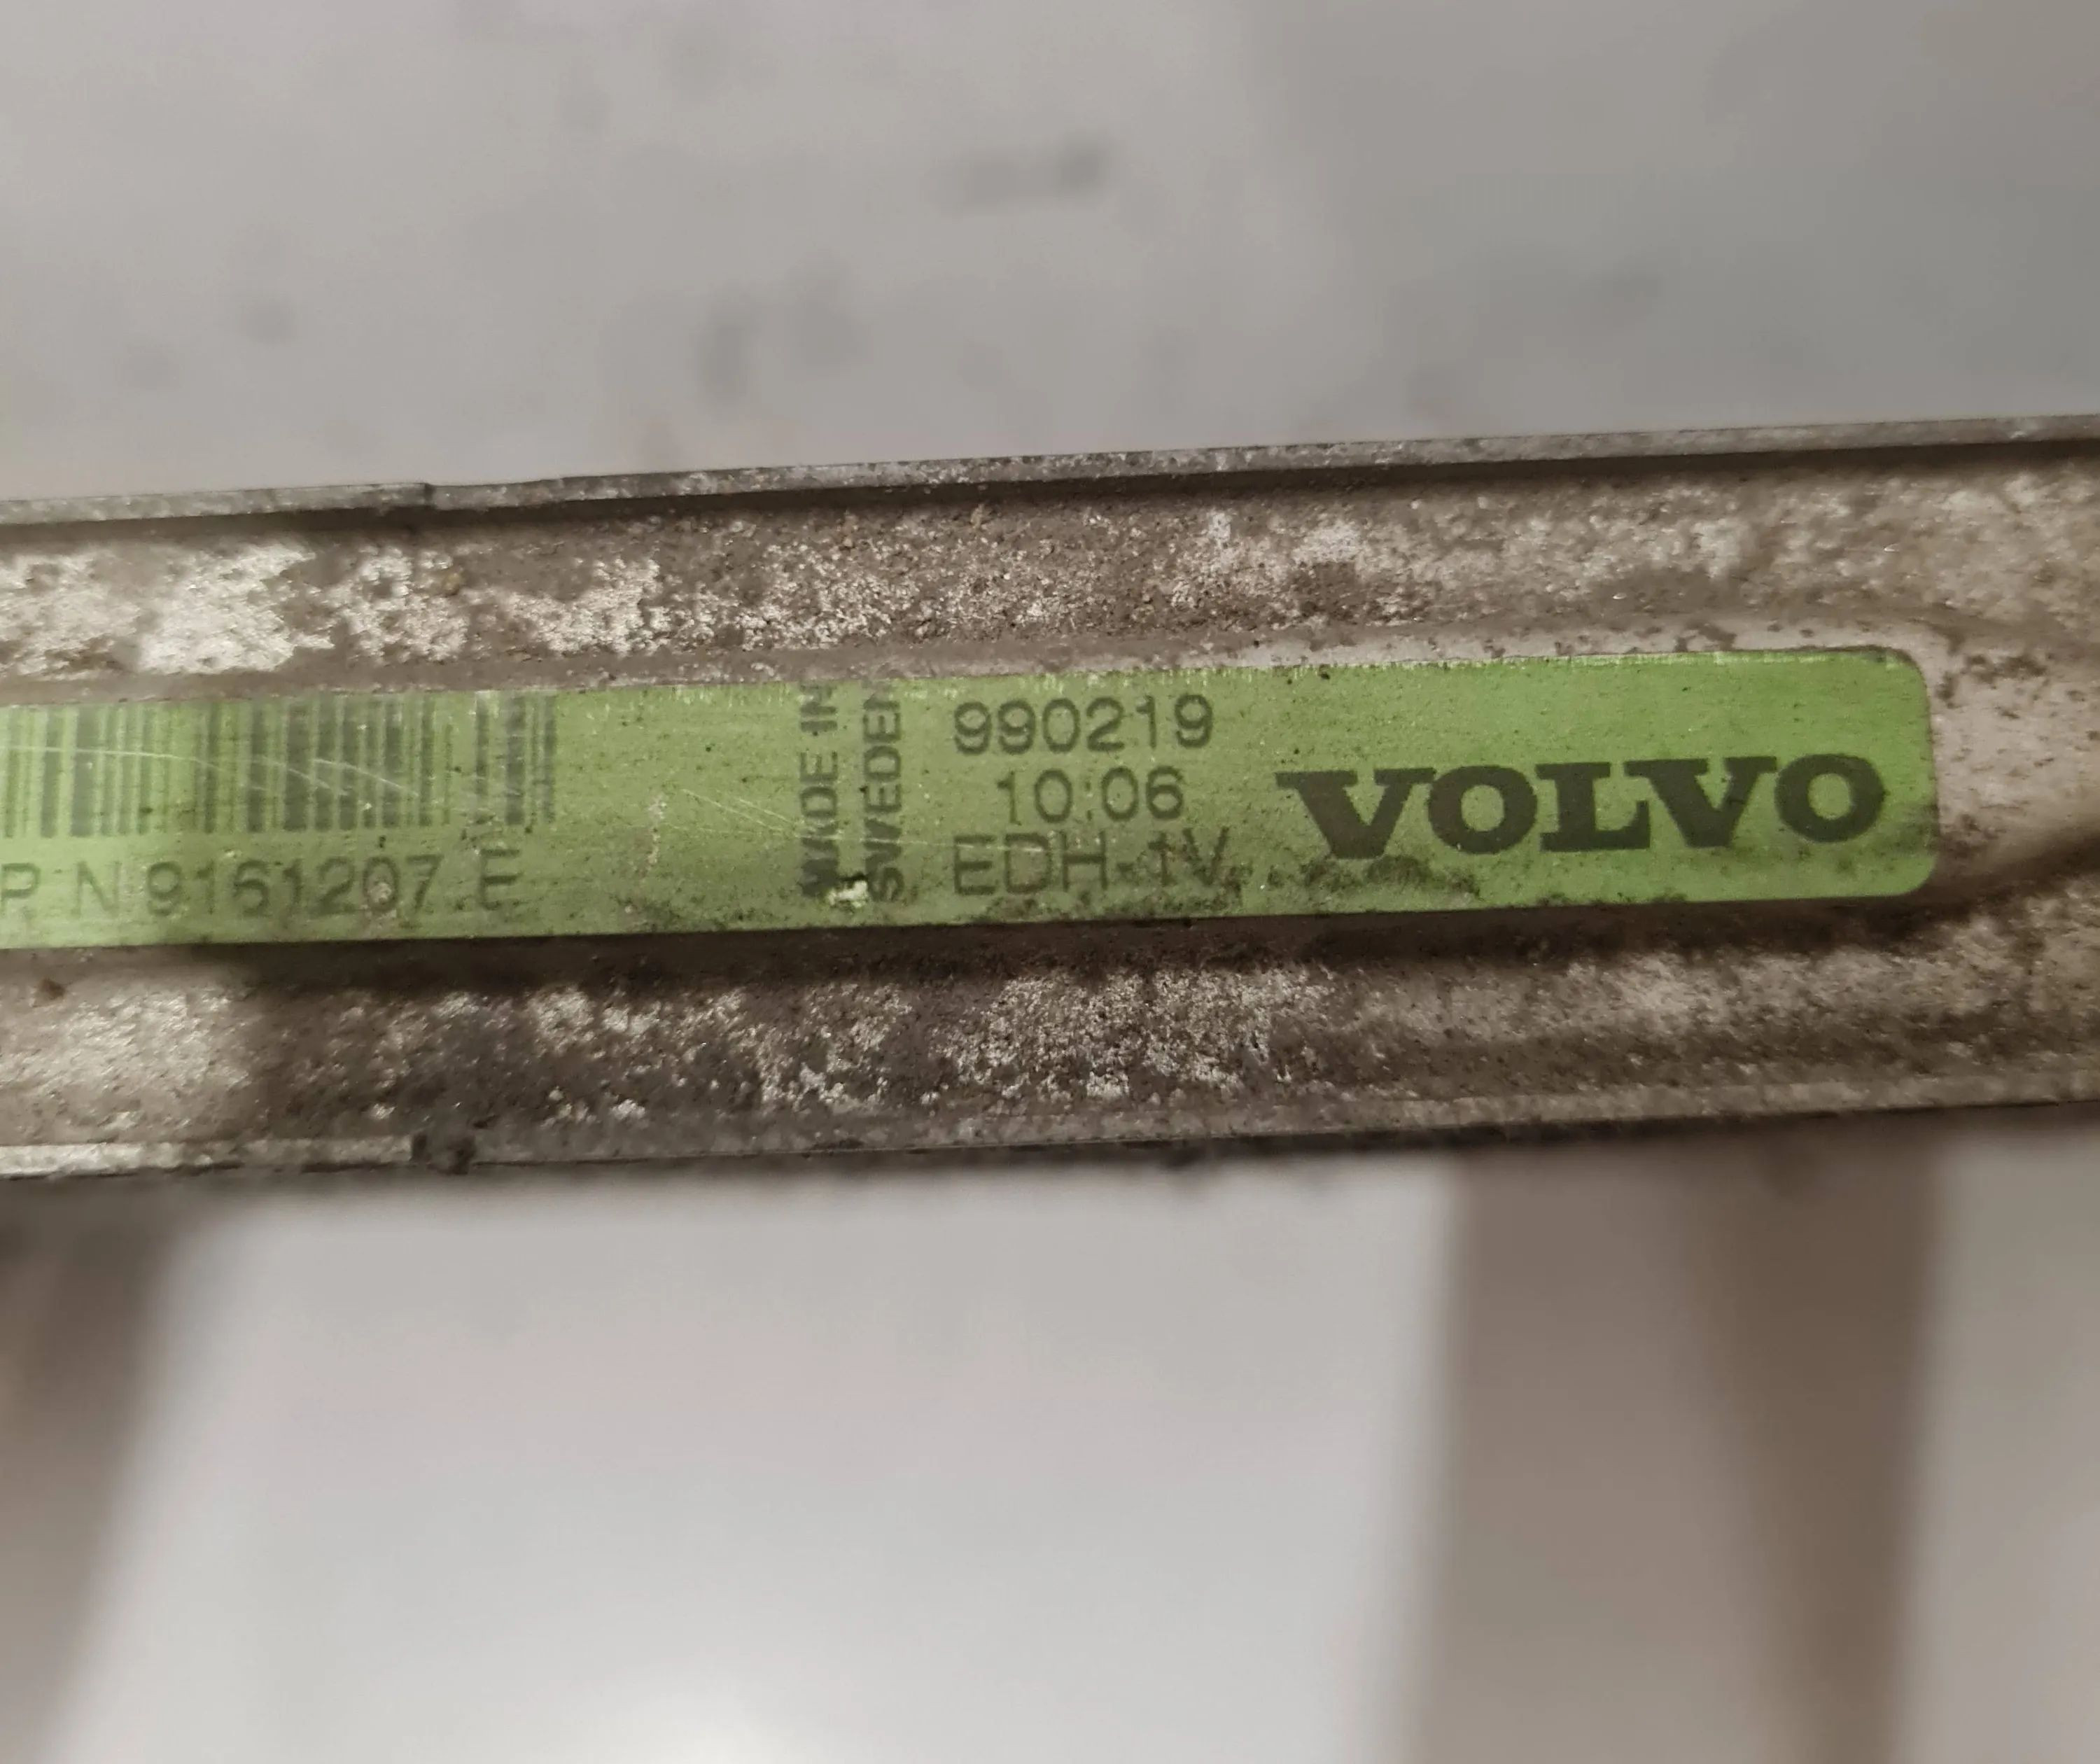 P N 9161207 E
MADE IN
SWEDEN
990219
10:06
EDH-1V
VOLVO